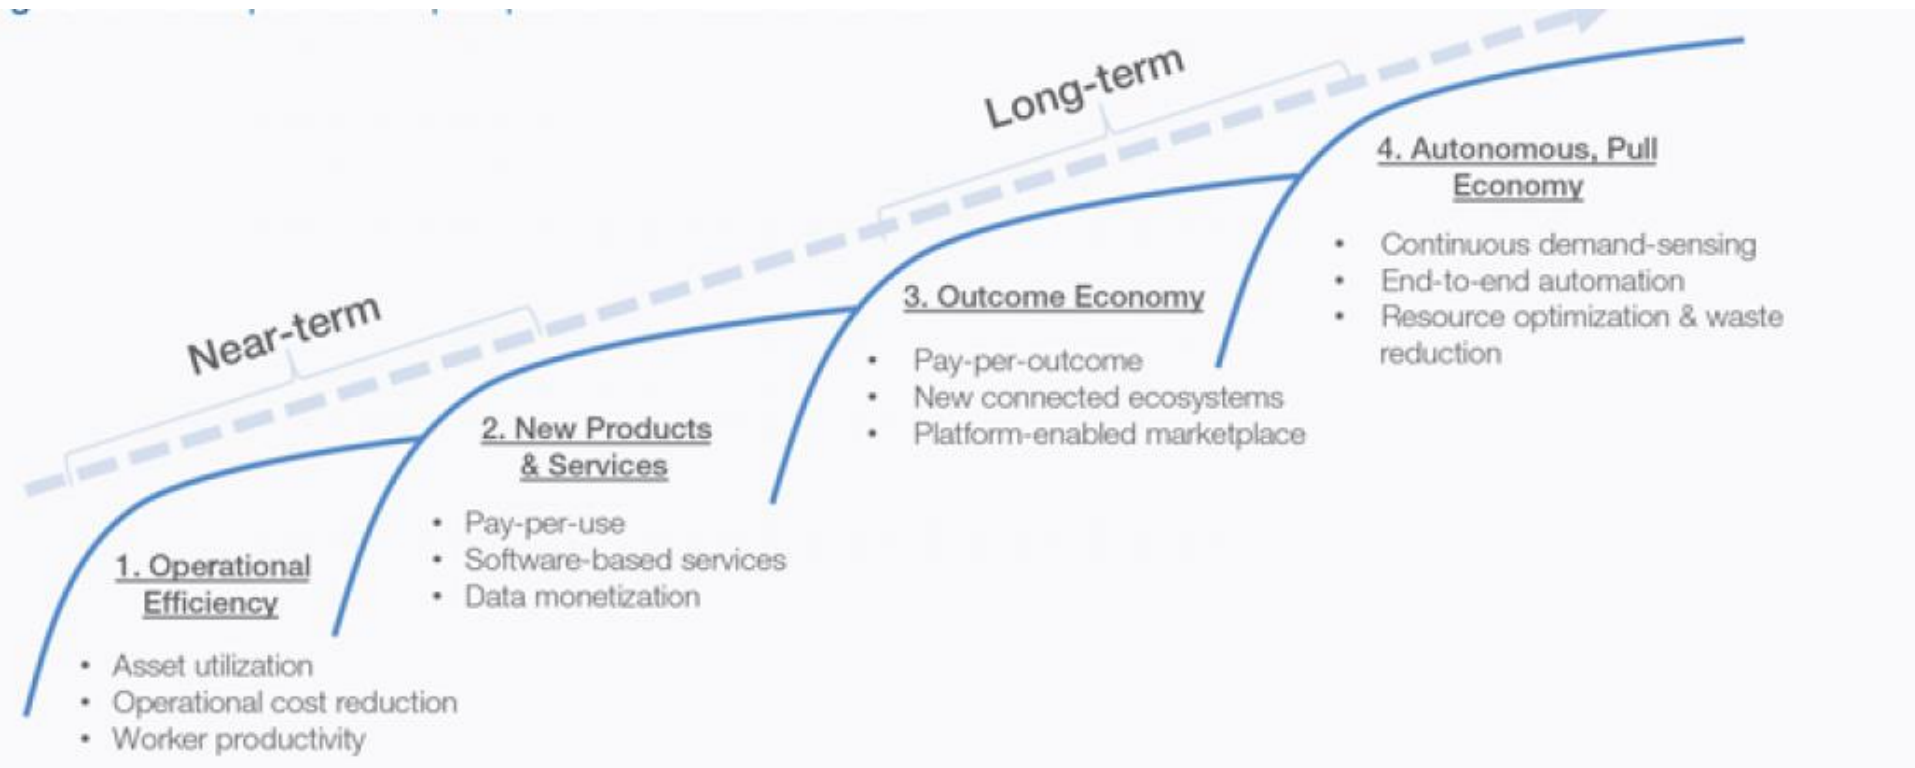 Near-term
Long-term
1. Operational
Efficiency
• Asset utilization
• Operational cost reduction
• Worker productivity
2. New Products
& Services
• Pay-per-use
• Software-based services
• Data monetization
3. Outcome Economy
• Pay-per-outcome
• New connected ecosystems
• Platform-enabled marketplace
4. Autonomous, Pull
Economy
• Continuous demand-sensing
• End-to-end automation
• Resource optimization & waste
reduction